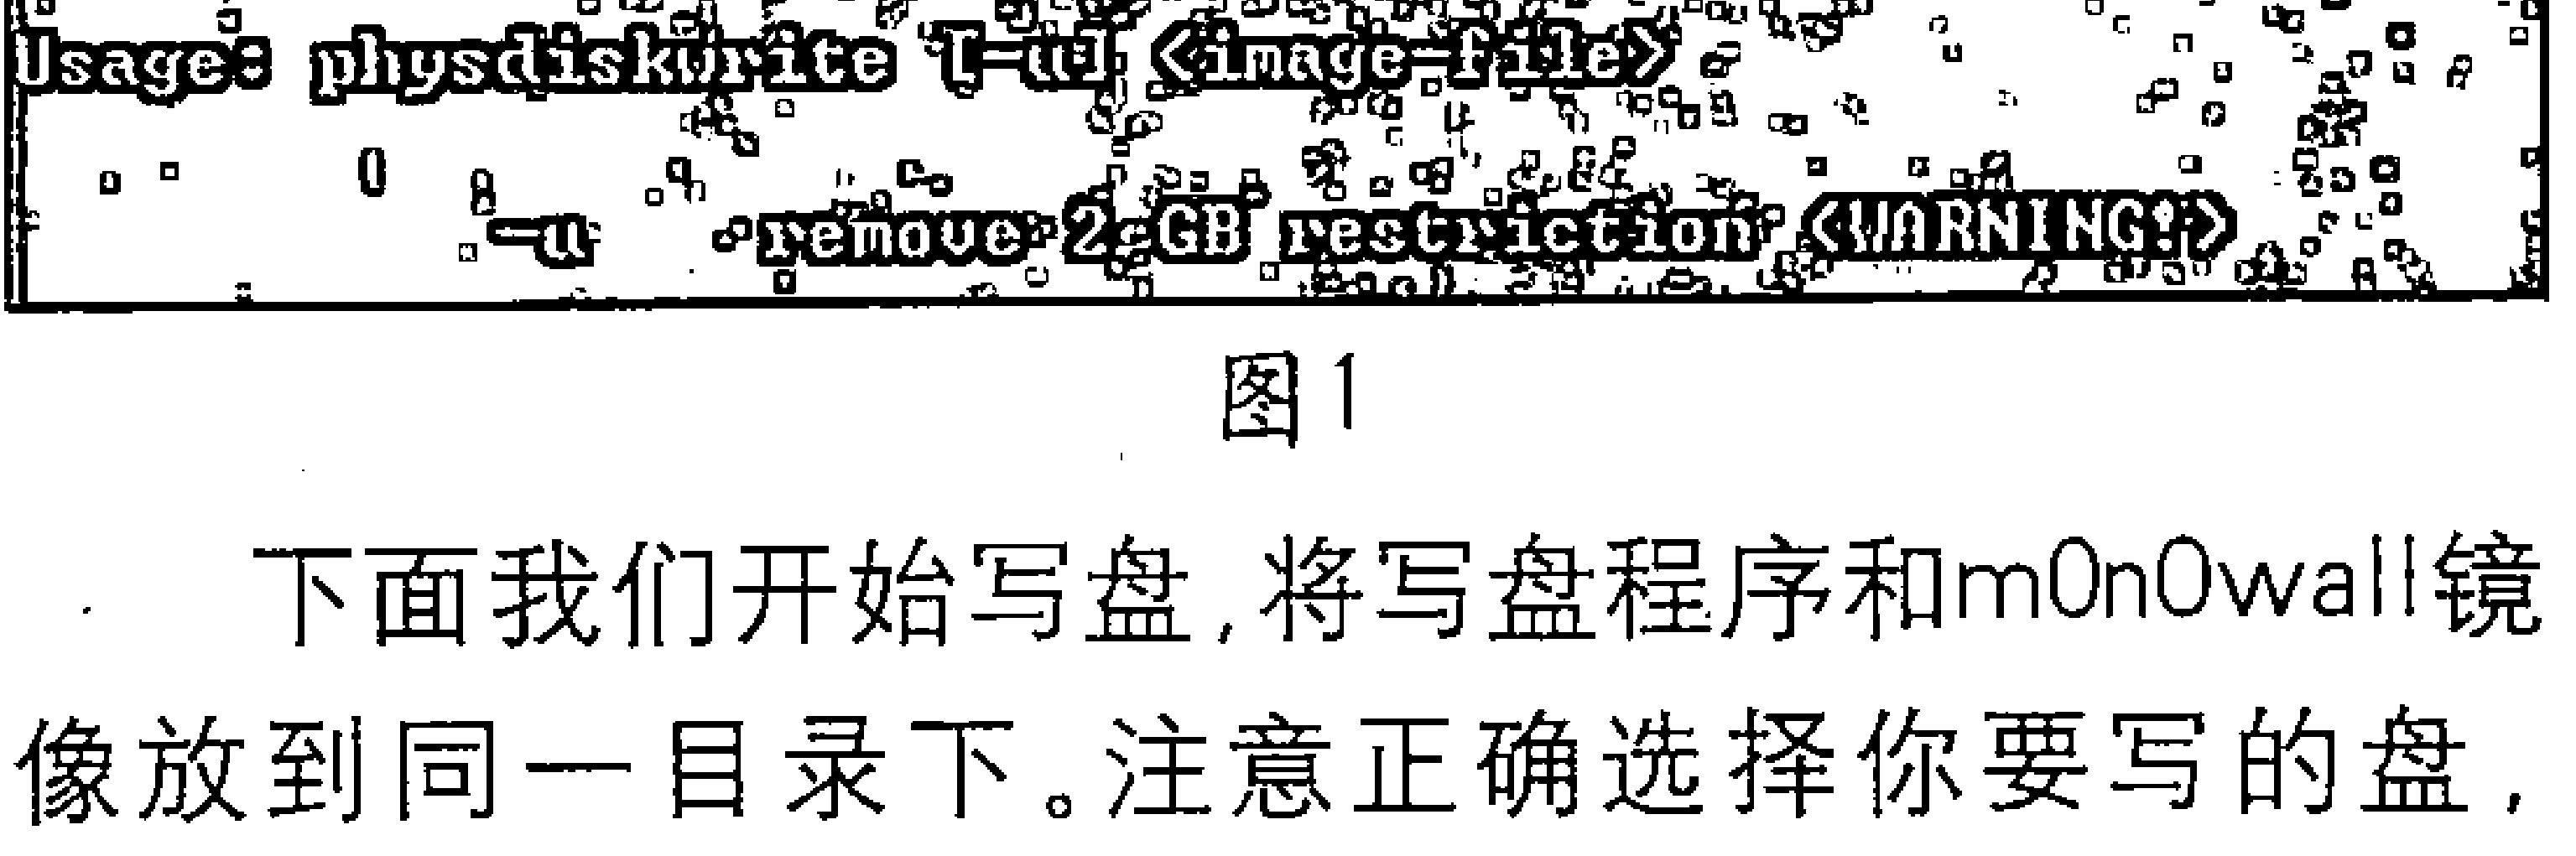 Usage: physdiskwrite [-u] <image-file>
-u remove 2 GB restriction (WARNING!)
图1
下面我们开始写盘,将写盘程序和m0n0wall镜
像放到同一目录下。注意正确选择你要写的盘,